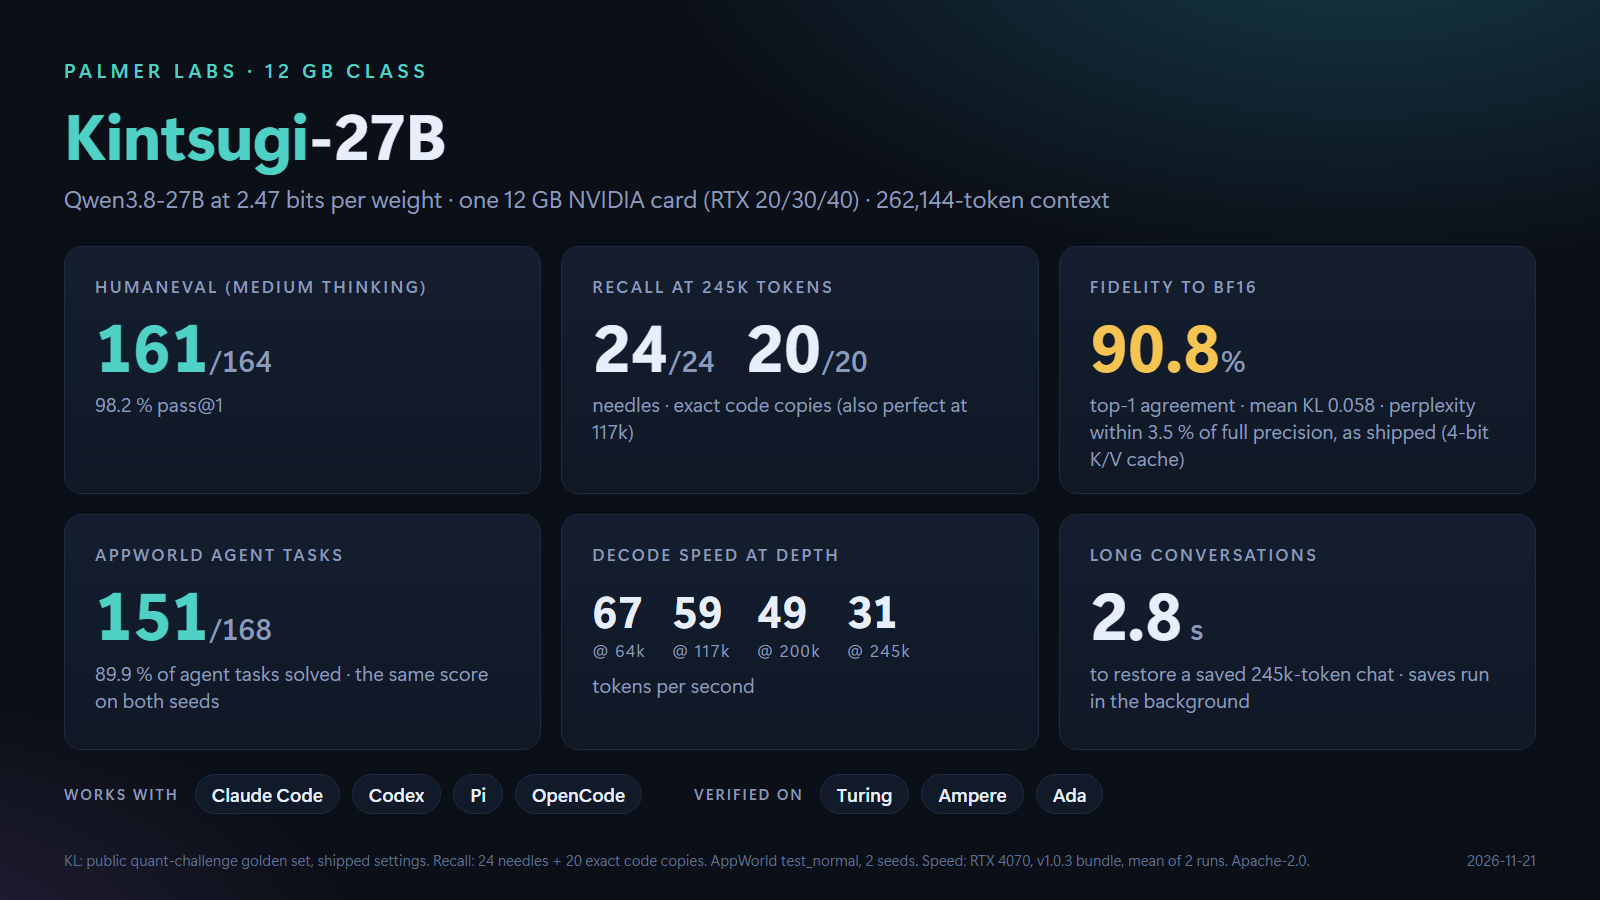 PALMER LABS · 12 GB CLASS
Kintsugi-27B
Qwen3.8-27B at 2.47 bits per weight · one 12 GB NVIDIA card (RTX 20/30/40) · 262,144-token context
HUMANEVAL (MEDIUM THINKING)
161/164
98.2 % pass@1
RECALL AT 245K TOKENS
24/24 20/20
needles · exact code copies (also perfect at
117k)
FIDELITY TO BF16
90.8%
top-1 agreement · mean KL 0.058 · perplexity
within 3.5 % of full precision, as shipped (4-bit
K/V cache)
APPWORLD AGENT TASKS
151/168
89.9 % of agent tasks solved · the same score
on both seeds
DECODE SPEED AT DEPTH
67 59 49 31
@ 64k @ 117k @ 200k @ 245k
tokens per second
LONG CONVERSATIONS
2.8 s
to restore a saved 245k-token chat · saves run
in the background
WORKS WITH Claude Code Codex Pi OpenCode VERIFIED ON Turing Ampere Ada
KL: public quant-challenge golden set, shipped settings. Recall: 24 needles + 20 exact code copies. AppWorld test_normal, 2 seeds. Speed: RTX 4070, v1.0.3 bundle, mean of 2 runs. Apache-2.0. 2026-11-21